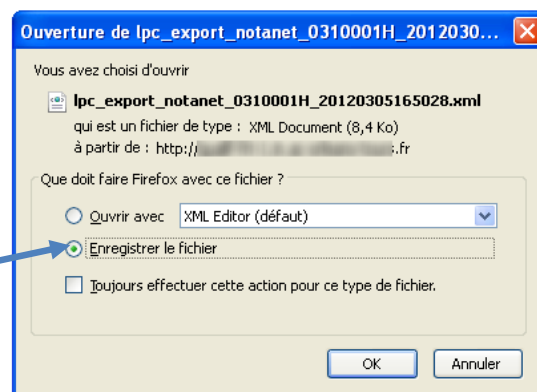 Ouverture de lpc_export_notanet_0310001H_2012030...
Vous avez choisi d'ouvrir
lpc_export_notanet_0310001H_20120305165028.xml
qui est un fichier de type : XML Document (8,4 Ko)
à partir de : http:// .fr
Que doit faire Firefox avec ce fichier ?
Ouvrir avec XML Editor (défaut)
Enregistrer le fichier
Toujours effectuer cette action pour ce type de fichier.
OK Annuler